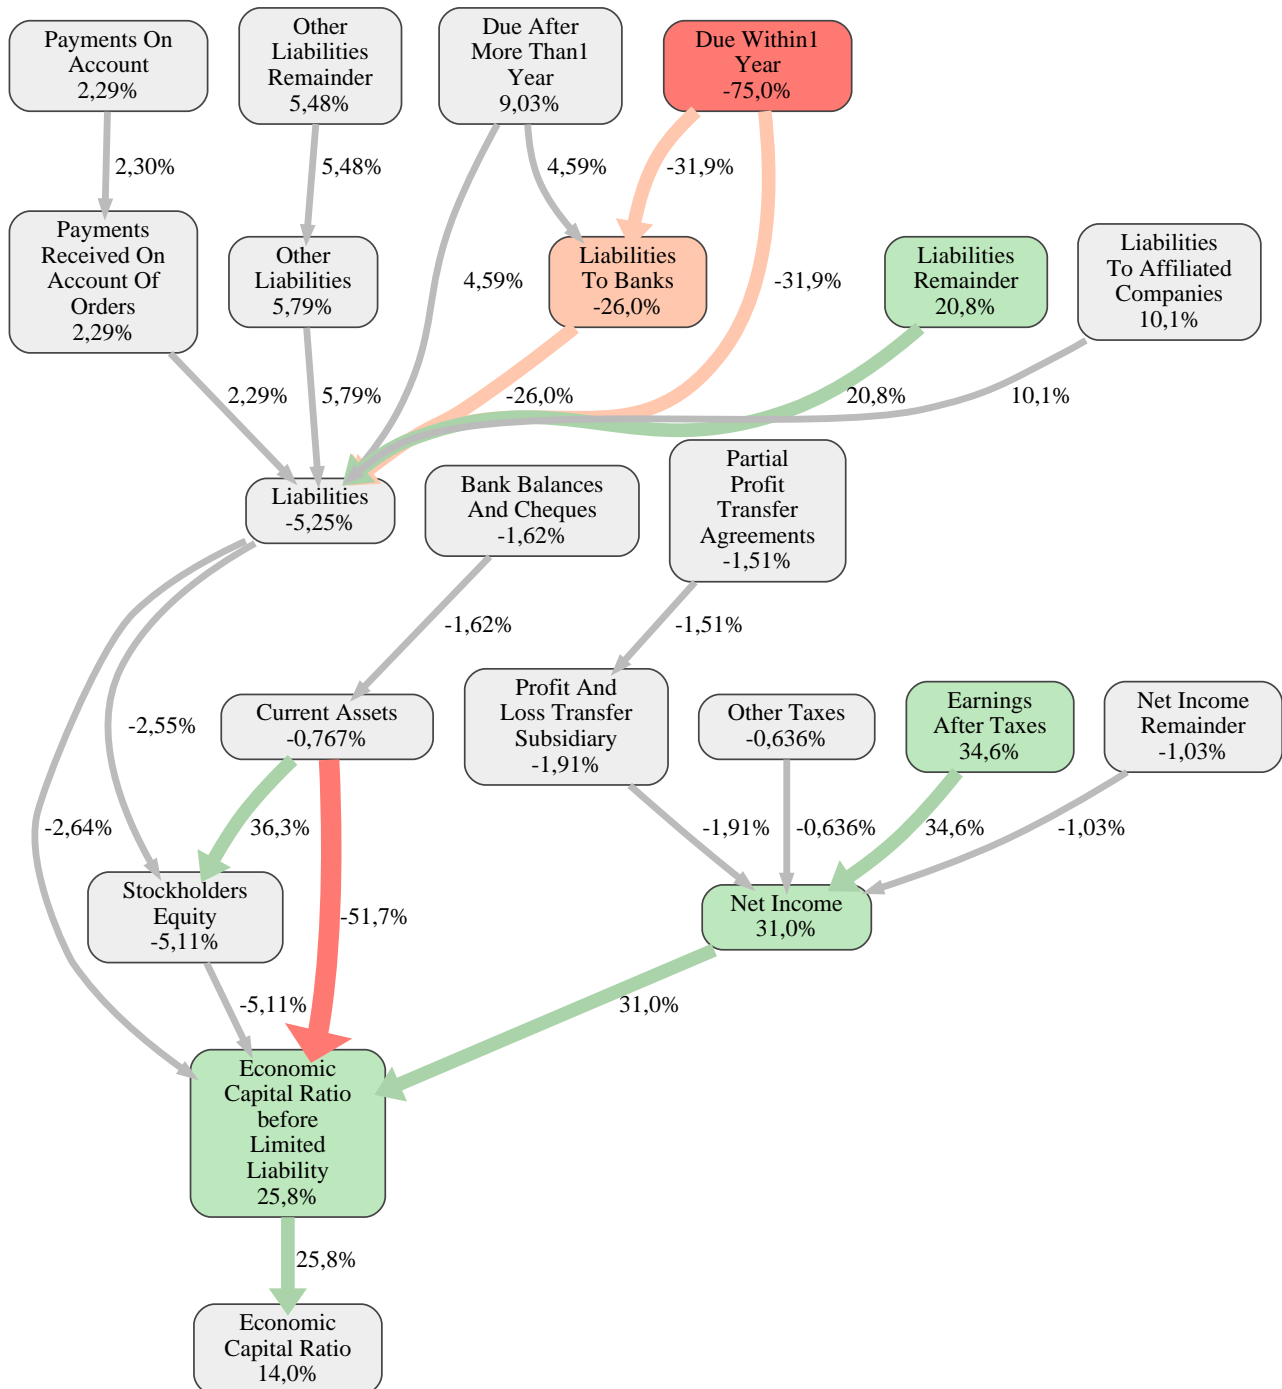 Payments On
Account
2,29%
Other
Liabilities
Remainder
5,48%
Due After
More Than1
Year
9,03%
Due Within1
Year
-75,0%
2,30%
5,48%
4,59%
-31,9%
Payments
Received On
Account Of
Orders
2,29%
Other
Liabilities
5,79%
4,59%
Liabilities
To Banks
-26,0%
-31,9%
Liabilities
Remainder
20,8%
Liabilities
To Affiliated
Companies
10,1%
2,29%
5,79%
-26,0%
20,8%
10,1%
Liabilities
-5,25%
Bank Balances
And Cheques
-1,62%
Partial
Profit
Transfer
Agreements
-1,51%
-1,62%
-1,51%
-2,55%
Current Assets
-0,767%
Profit And
Loss Transfer
Subsidiary
-1,91%
Other Taxes
-0,636%
Earnings
After Taxes
34,6%
Net Income
Remainder
-1,03%
-2,64%
36,3%
-1,91%
-0,636%
34,6%
-1,03%
Stockholders
Equity
-5,11%
-51,7%
Net Income
31,0%
-5,11%
31,0%
Economic
Capital Ratio
before
Limited
Liability
25,8%
25,8%
Economic
Capital Ratio
14,0%